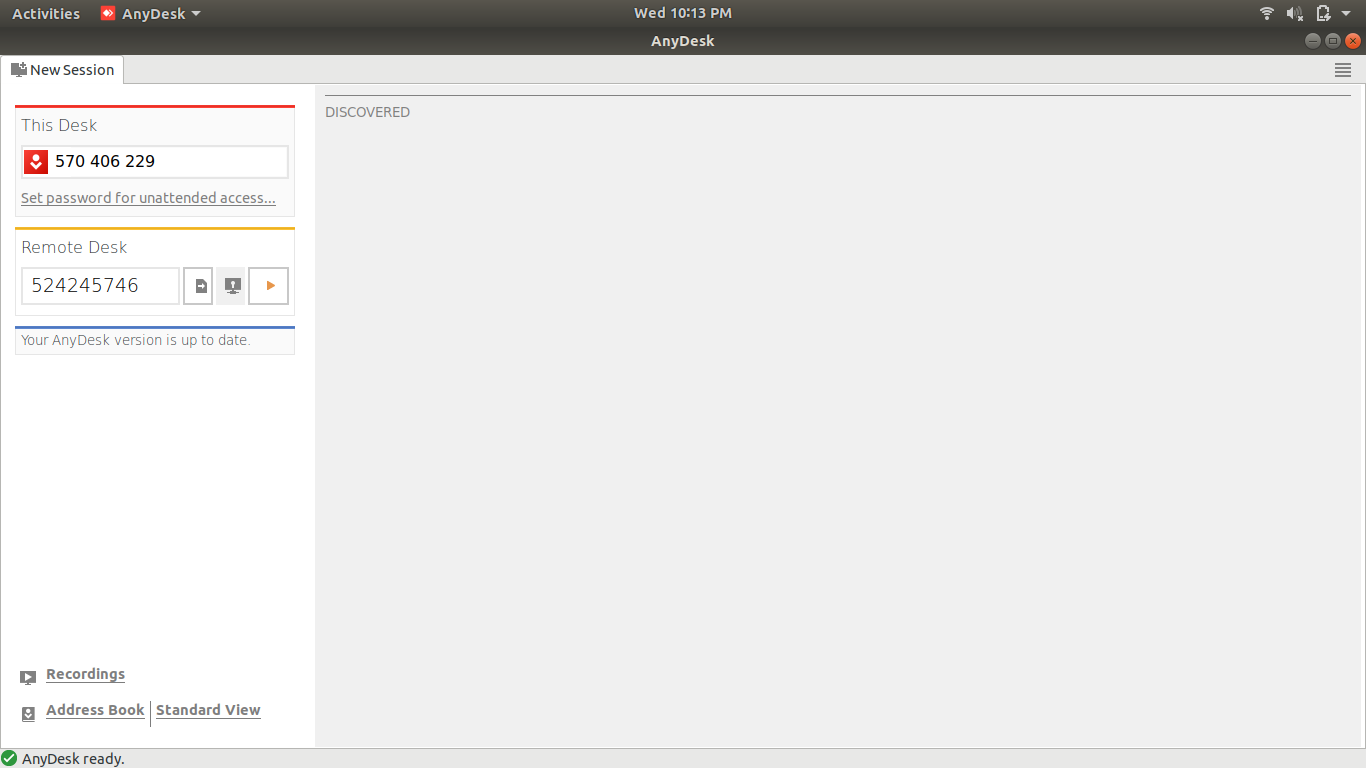 Activities AnyDesk Wed 10:13 PM
AnyDesk
New Session
This Desk
570 406 229
Set password for unattended access...
Remote Desk
524245746
Your AnyDesk version is up to date.
Recordings
Address Book Standard View
DISCOVERED
AnyDesk ready.